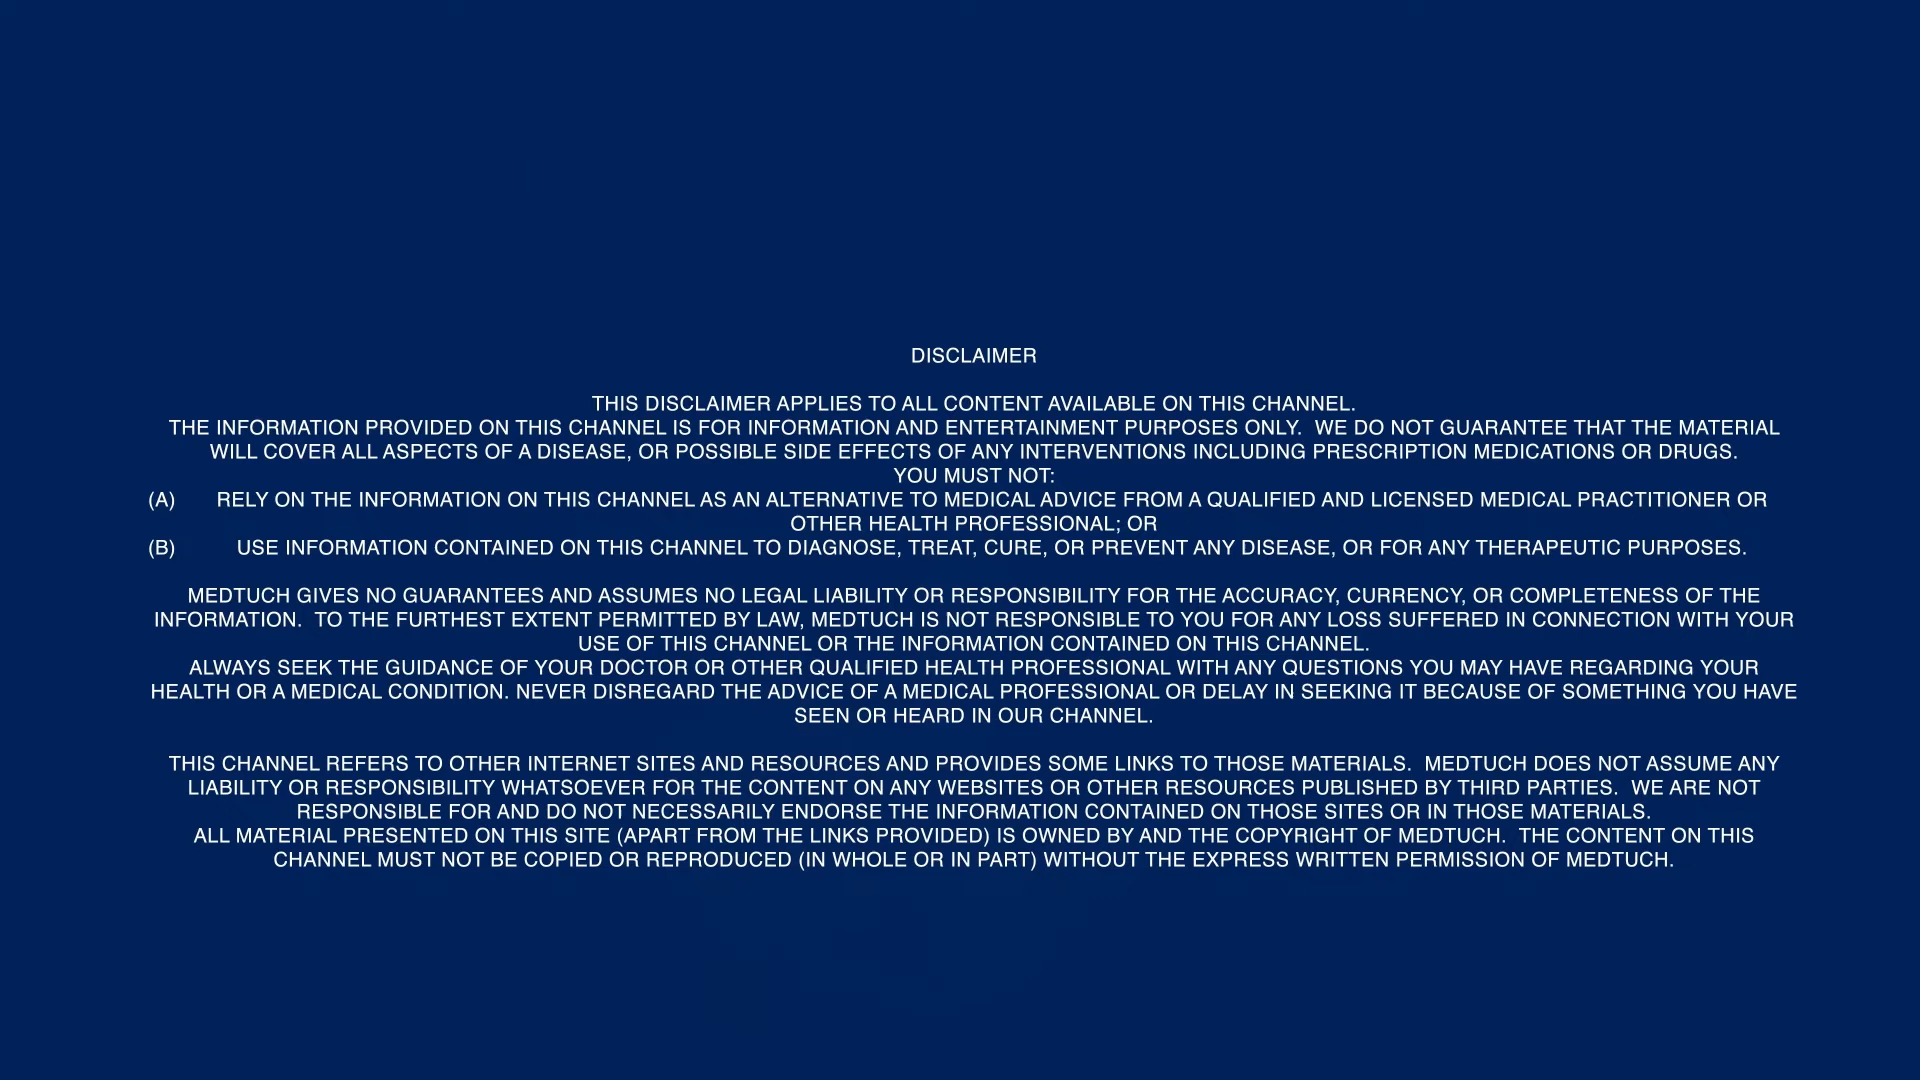 DISCLAIMER
THIS DISCLAIMER APPLIES TO ALL CONTENT AVAILABLE ON THIS CHANNEL.
THE INFORMATION PROVIDED ON THIS CHANNEL IS FOR INFORMATION AND ENTERTAINMENT PURPOSES ONLY.  WE DO NOT GUARANTEE THAT THE MATERIAL
WILL COVER ALL ASPECTS OF A DISEASE, OR POSSIBLE SIDE EFFECTS OF ANY INTERVENTIONS INCLUDING PRESCRIPTION MEDICATIONS OR DRUGS.
YOU MUST NOT:
(A) RELY ON THE INFORMATION ON THIS CHANNEL AS AN ALTERNATIVE TO MEDICAL ADVICE FROM A QUALIFIED AND LICENSED MEDICAL PRACTITIONER OR
OTHER HEALTH PROFESSIONAL; OR
(B) USE INFORMATION CONTAINED ON THIS CHANNEL TO DIAGNOSE, TREAT, CURE, OR PREVENT ANY DISEASE, OR FOR ANY THERAPEUTIC PURPOSES.
MEDTUCH GIVES NO GUARANTEES AND ASSUMES NO LEGAL LIABILITY OR RESPONSIBILITY FOR THE ACCURACY, CURRENCY, OR COMPLETENESS OF THE
INFORMATION.  TO THE FURTHEST EXTENT PERMITTED BY LAW, MEDTUCH IS NOT RESPONSIBLE TO YOU FOR ANY LOSS SUFFERED IN CONNECTION WITH YOUR
USE OF THIS CHANNEL OR THE INFORMATION CONTAINED ON THIS CHANNEL.
ALWAYS SEEK THE GUIDANCE OF YOUR DOCTOR OR OTHER QUALIFIED HEALTH PROFESSIONAL WITH ANY QUESTIONS YOU MAY HAVE REGARDING YOUR
HEALTH OR A MEDICAL CONDITION. NEVER DISREGARD THE ADVICE OF A MEDICAL PROFESSIONAL OR DELAY IN SEEKING IT BECAUSE OF SOMETHING YOU HAVE
SEEN OR HEARD IN OUR CHANNEL.
THIS CHANNEL REFERS TO OTHER INTERNET SITES AND RESOURCES AND PROVIDES SOME LINKS TO THOSE MATERIALS.  MEDTUCH DOES NOT ASSUME ANY
LIABILITY OR RESPONSIBILITY WHATSOEVER FOR THE CONTENT ON ANY WEBSITES OR OTHER RESOURCES PUBLISHED BY THIRD PARTIES.  WE ARE NOT
RESPONSIBLE FOR AND DO NOT NECESSARILY ENDORSE THE INFORMATION CONTAINED ON THOSE SITES OR IN THOSE MATERIALS.
ALL MATERIAL PRESENTED ON THIS SITE (APART FROM THE LINKS PROVIDED) IS OWNED BY AND THE COPYRIGHT OF MEDTUCH.  THE CONTENT ON THIS
CHANNEL MUST NOT BE COPIED OR REPRODUCED (IN WHOLE OR IN PART) WITHOUT THE EXPRESS WRITTEN PERMISSION OF MEDTUCH.